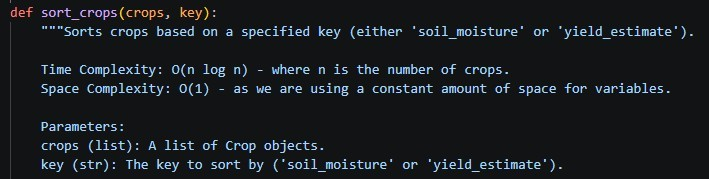 def sort_crops(crops, key):
"""Sorts crops based on a specified key (either 'soil_moisture' or 'yield_estimate').
Time Complexity: O(n log n) - where n is the number of crops.
Space Complexity: O(1) - as we are using a constant amount of space for variables.
Parameters:
crops (list): A list of Crop objects.
key (str): The key to sort by ('soil_moisture' or 'yield_estimate').